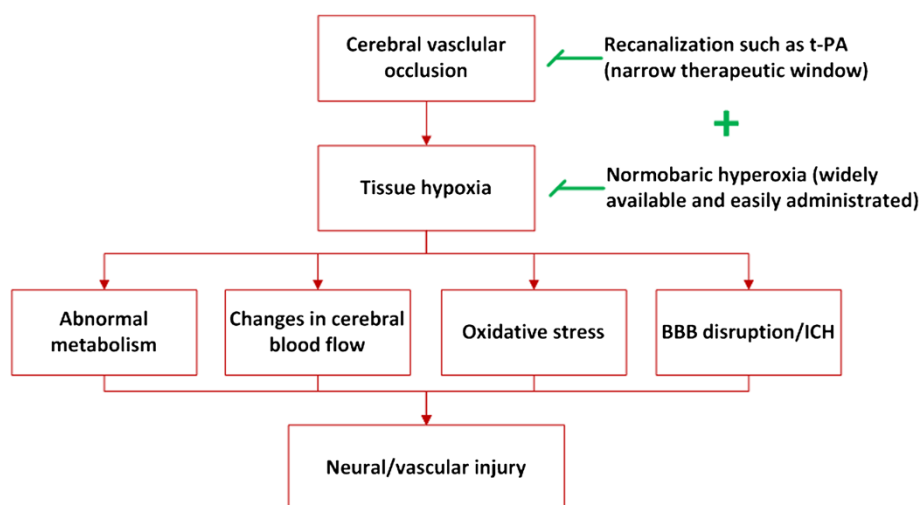 Cerebral vasclular
occlusion
Recanalization such as t-PA
(narrow therapeutic window)
+
Tissue hypoxia
Normobaric hyperoxia (widely
available and easily administrated)
Abnormal
metabolism
Changes in cerebral
blood flow
Oxidative stress
BBB disruption/ICH
Neural/vascular injury